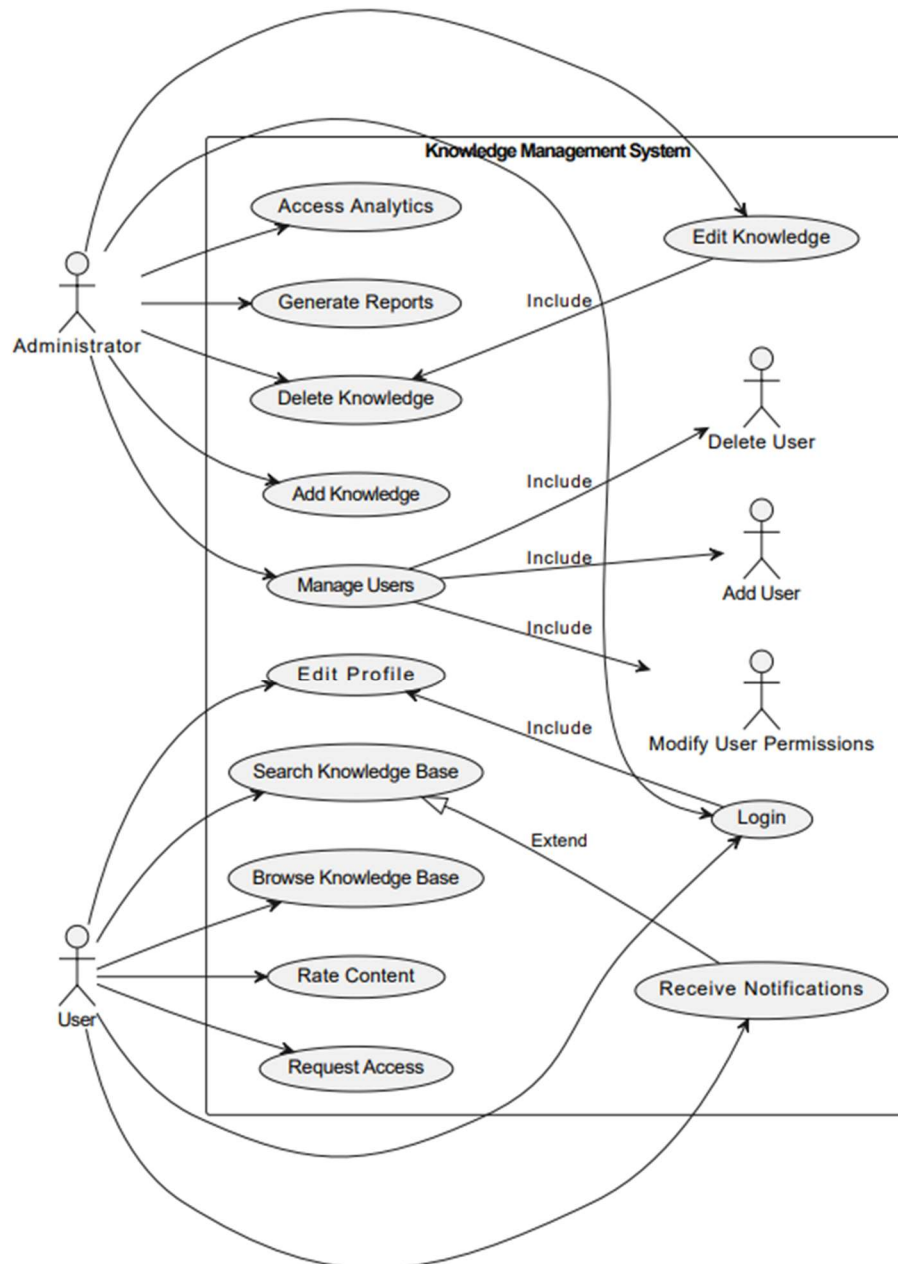 Knowledge Management System
Access Analytics
Edit Knowledge
Generate Reports
Include
Administrator
Delete Knowledge
Delete User
Include
Add Knowledge
Include
Manage Users
Add User
Include
Edit Profile
Include
Modify User Permissions
Search Knowledge Base
Login
Extend
Browse Knowledge Base
Rate Content
Receive Notifications
User
Request Access